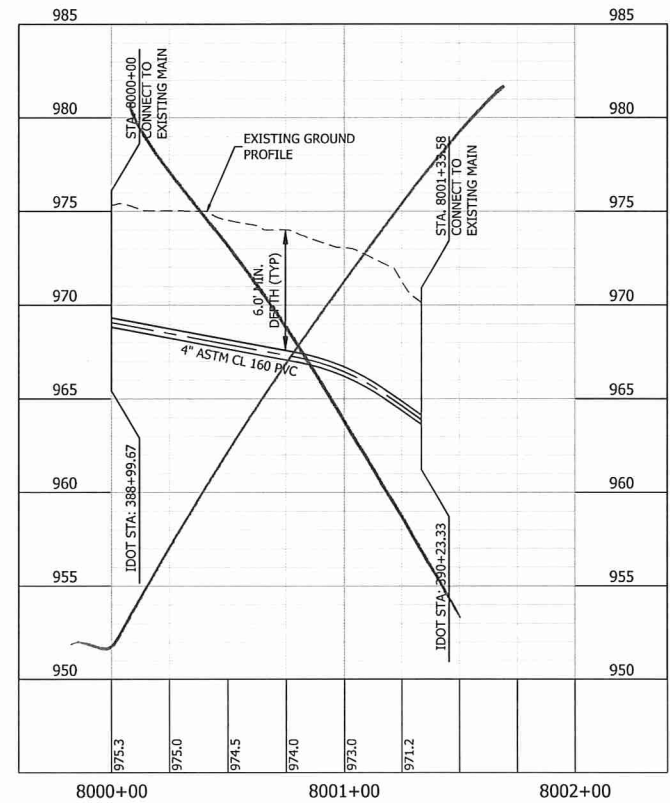 985
985
980
980
975
975
970
970
965
965
960
960
955
955
950
950
STA. 8000+00
CONNECT TO
EXISTING MAIN
EXISTING GROUND
PROFILE
STA. 8001+33.58
CONNECT TO
EXISTING MAIN
6.0' MIN.
DEPTH (TYP)
4" ASTM CL 160 PVC
IDOT STA: 388+99.67
IDOT STA: 390+23.33
975.3
975.0
974.5
974.0
973.0
971.2
8000+00
8001+00
8002+00